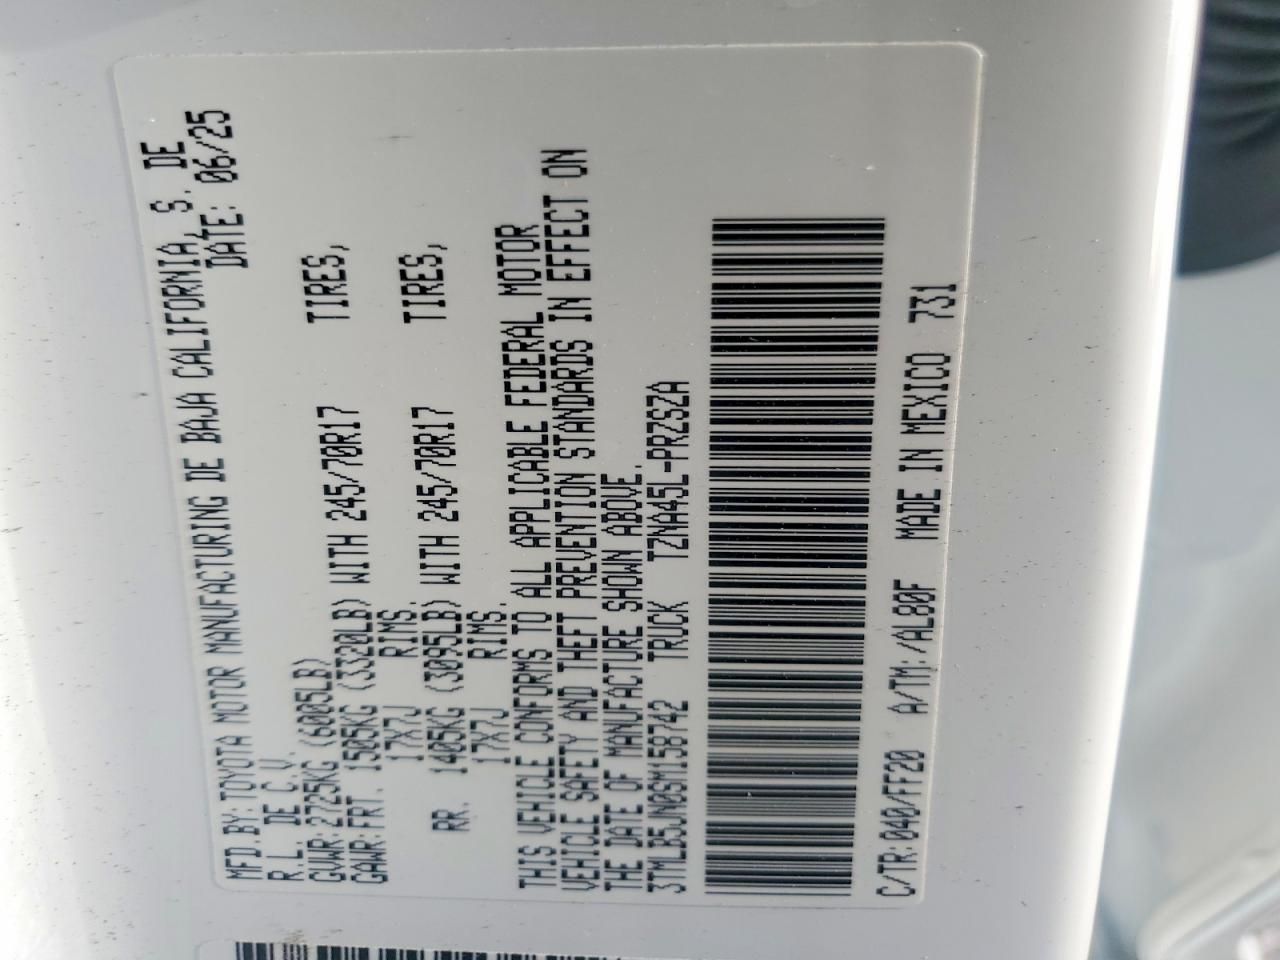 MFD. BY: TOYOTA MOTOR MANUFACTURING DE BAJA CALIFORNIA, S. DE
R.L. DE C.V. DATE: 06/25
GVWR: 2725KG (6005LB)
GAWR: FRT. 1505KG (3320LB) WITH 245/70R17 TIRES,
17X7J RIMS.
RR. 1405KG (3095LB) WITH 245/70R17 TIRES,
17X7J RIMS.
THIS VEHICLE CONFORMS TO ALL APPLICABLE FEDERAL MOTOR
VEHICLE SAFETY AND THEFT PREVENTION STANDARDS IN EFFECT ON
THE DATE OF MANUFACTURE SHOWN ABOVE.
3TMLB5JN0SM158742 TRUCK TZNA45L-PRZSZA
C/TR: 040/FF20 A/TM: /AL80F MADE IN MEXICO 731